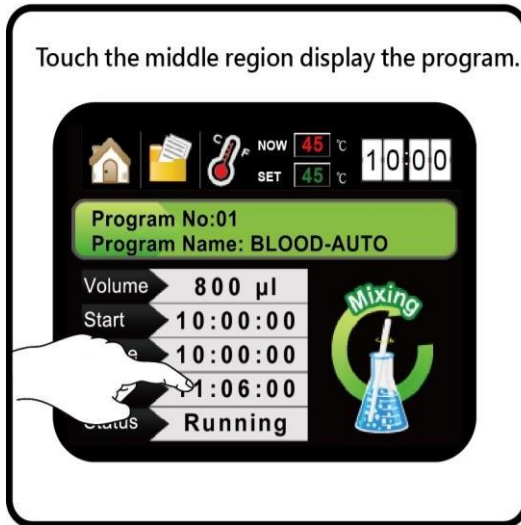 Touch the middle region display the program.
C F NOW 45 ℃ 10:00
SET 45 ℃
Program No:01
Program Name: BLOOD-AUTO
Volume 800 µl
Mixing
Start 10:00:00
10:00:00
1:06:00
Status Running